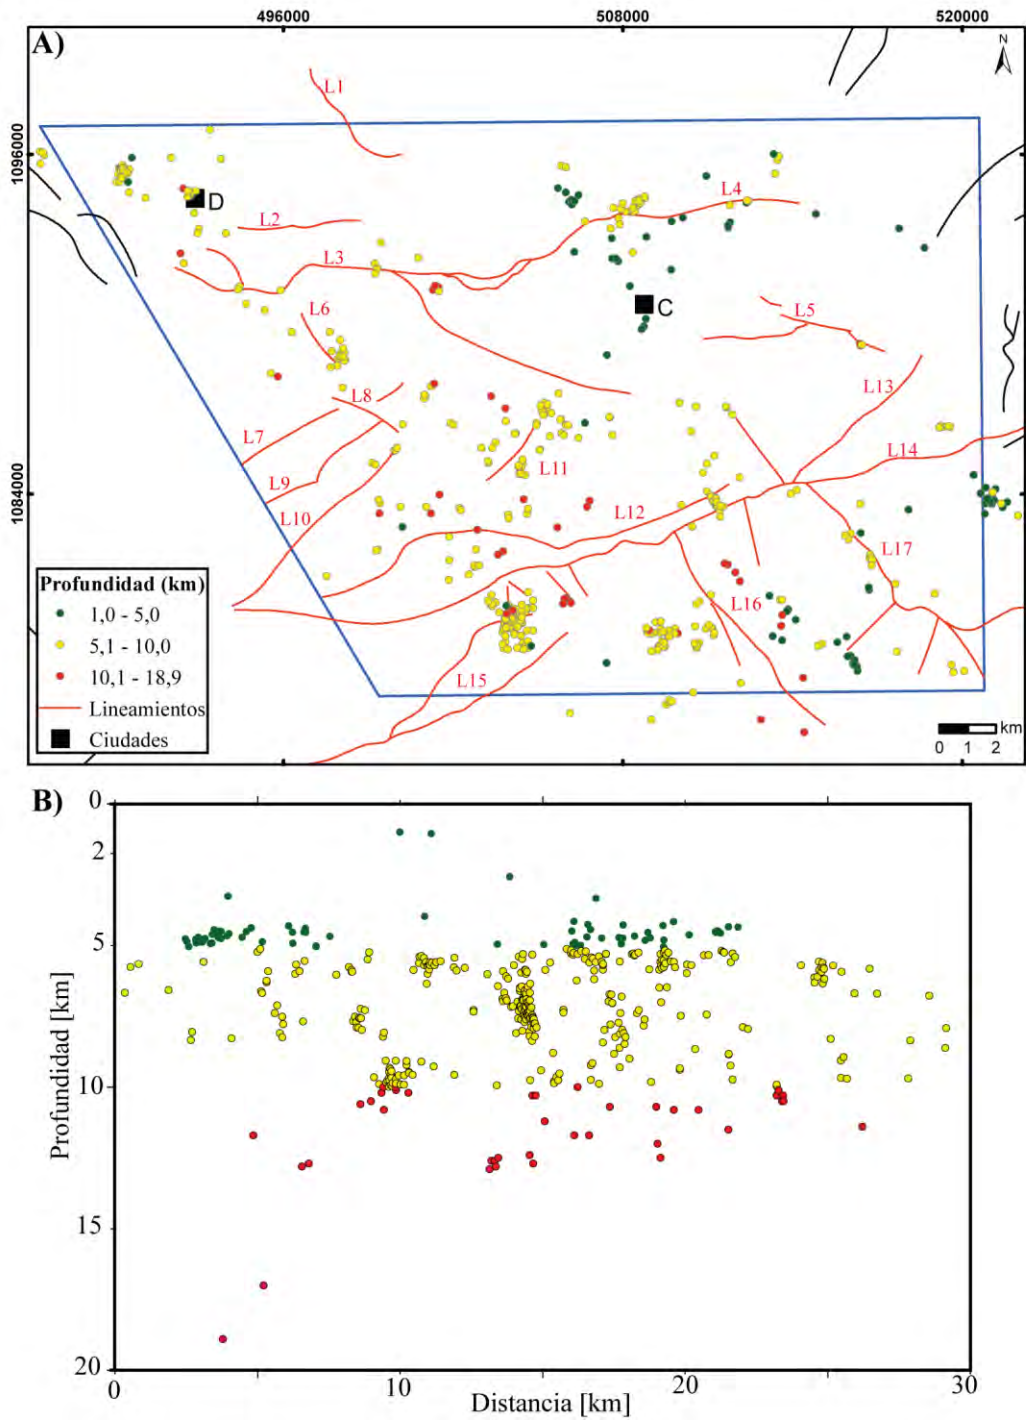 496000 508000 520000
A)
N
L1
1096000
L4
D
L2
L3
C
L6
L5
L13
L8
L7
L14
L11
L9
1084000
L12
L10
L17
Profundidad (km)
1,0 - 5,0
5,1 - 10,0
10,1 - 18,9
Lineamientos
Ciudades
L16
L15
km
0 1 2
B)
0
2
5
10
15
20
Profundidad [km]
0 10 20 30
Distancia [km]